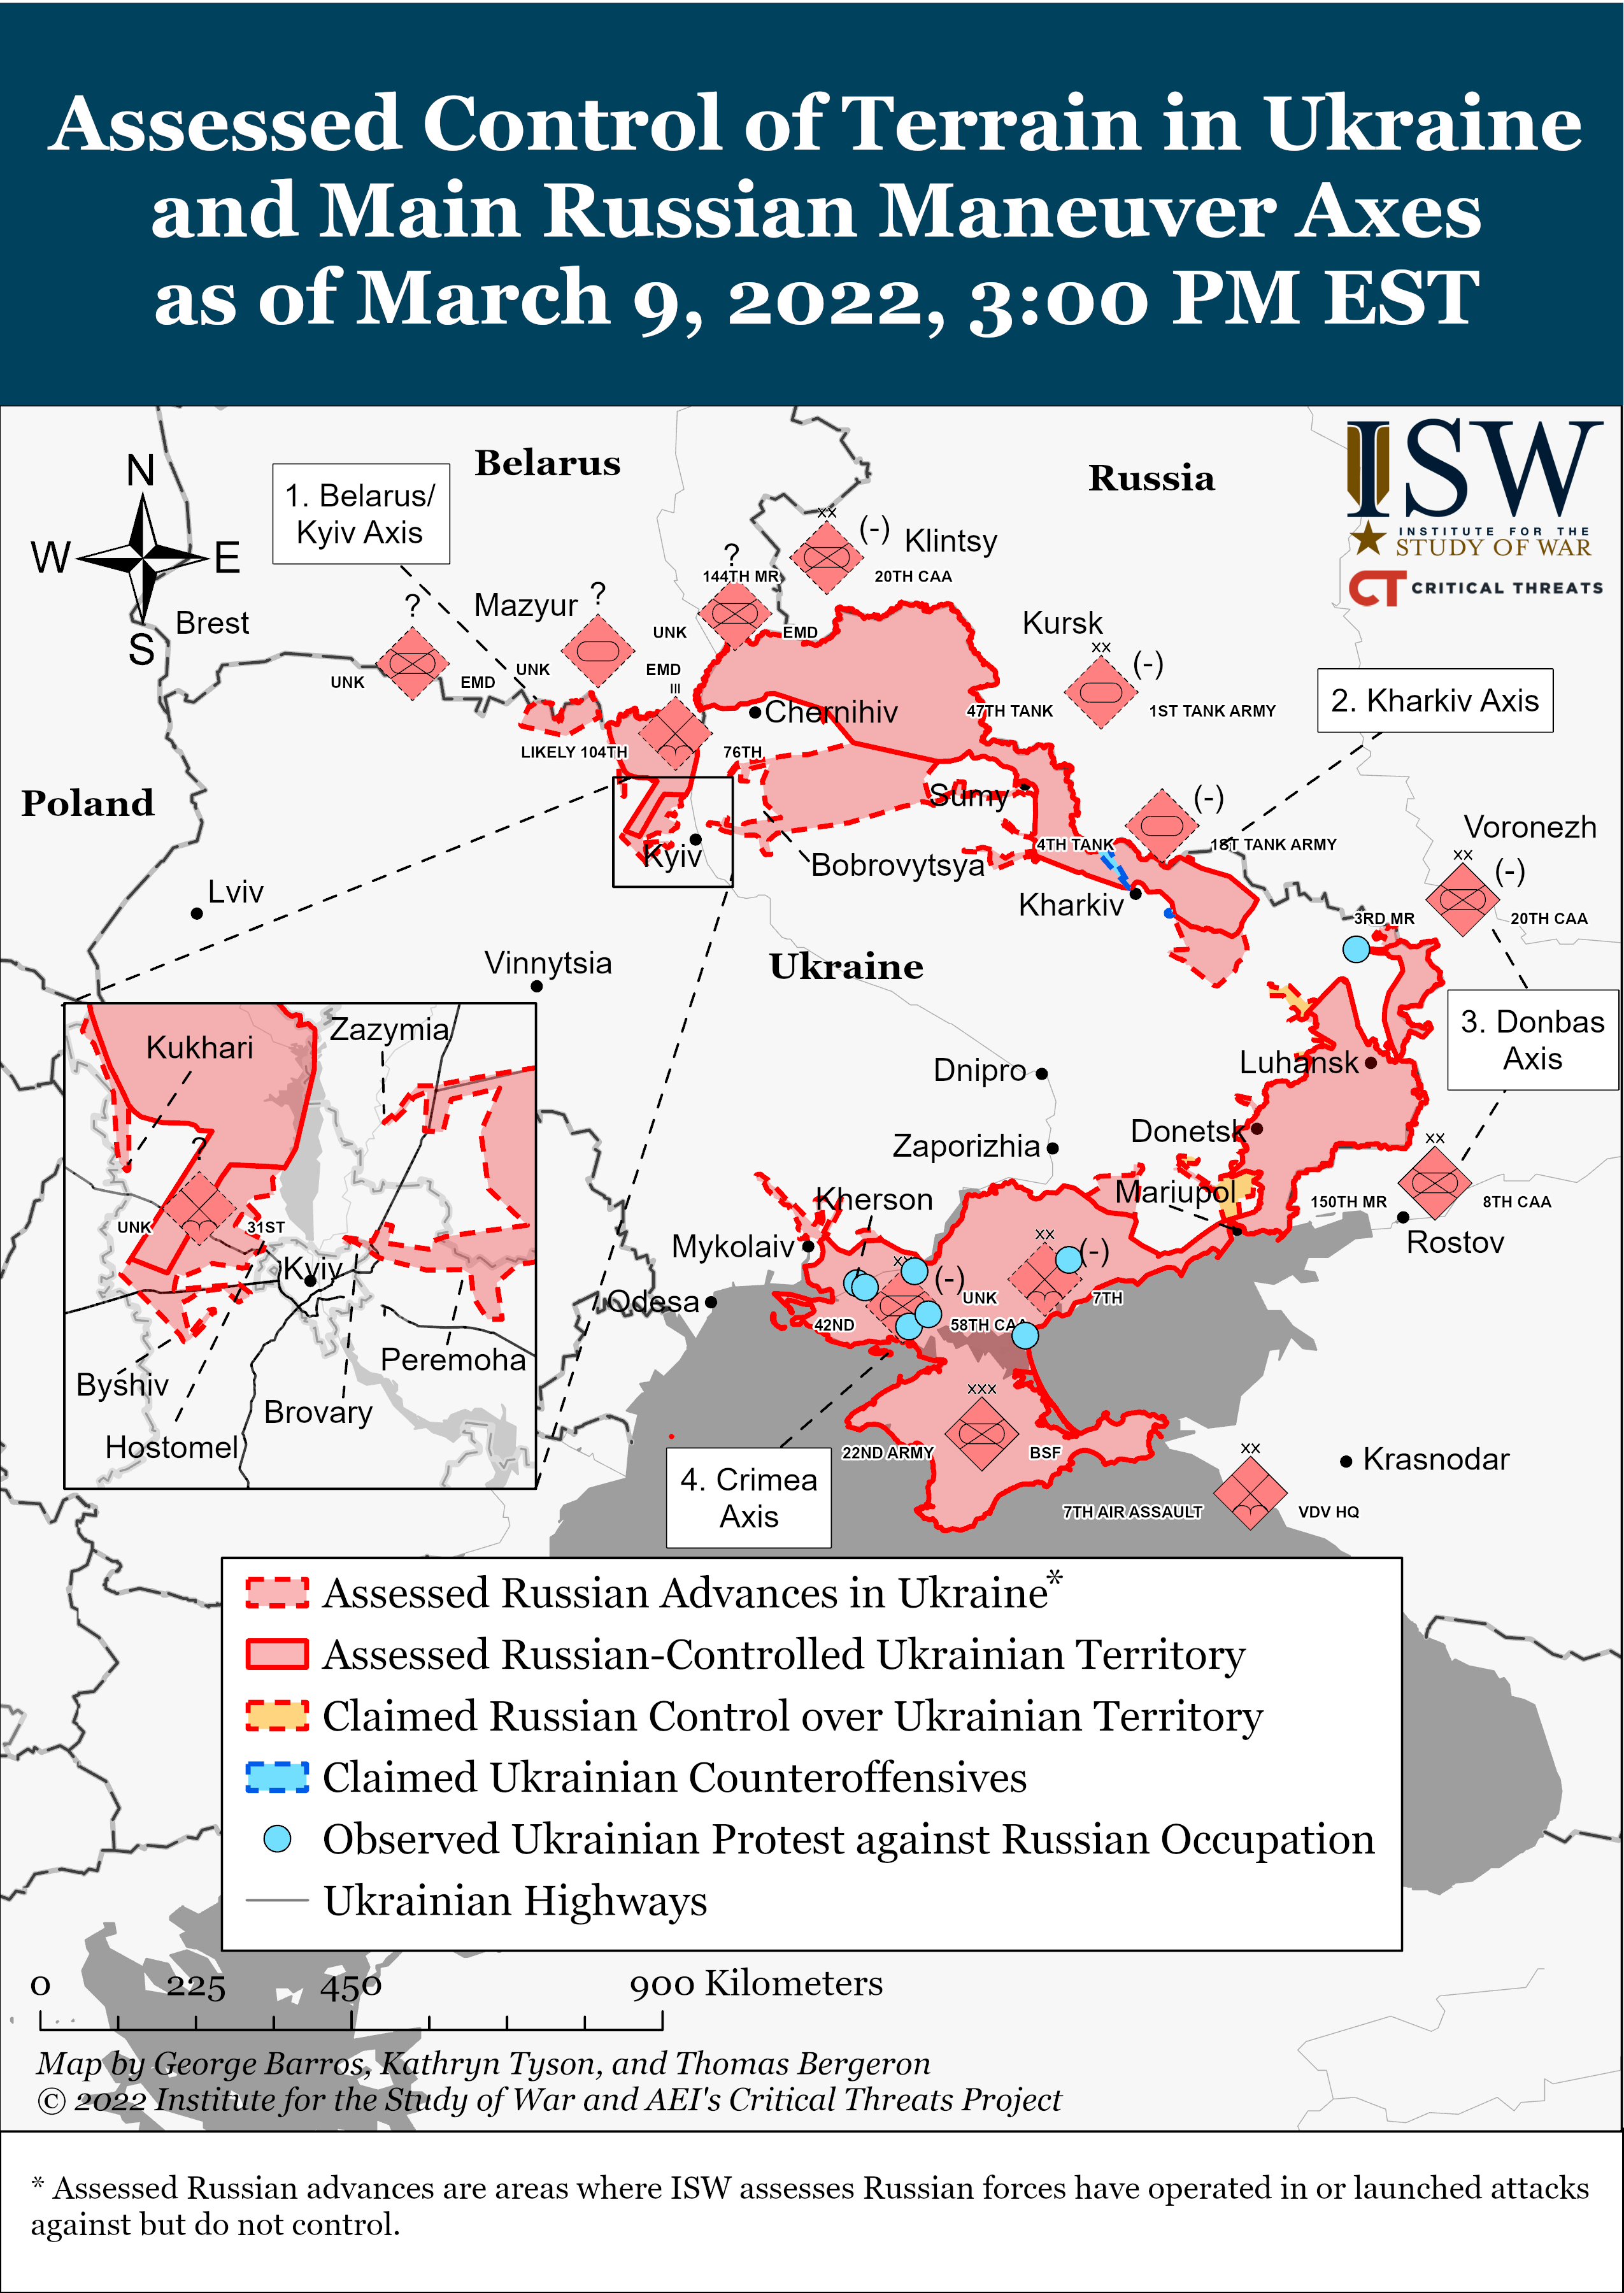 Assessed Control of Terrain in Ukraine
and Main Russian Maneuver Axes
as of March 9, 2022, 3:00 PM EST
ISW
INSTITUTE FOR THE
STUDY OF WAR
CT CRITICAL THREATS
N
W E
S
1. Belarus/
Kyiv Axis
Belarus
Russia
XX
(-)
Klintsy
20TH CAA
?
144TH MR
UNK
EMD
Brest
?
UNK
EMD
Mazyur
?
UNK
EMD
Kursk
XX
(-)
47TH TANK
1ST TANK ARMY
2. Kharkiv Axis
III
LIKELY 104TH
76TH
Chernihiv
Poland
Sumy
(-)
4TH TANK
1ST TANK ARMY
Kyiv
Bobrovytsya
Voronezh
XX
(-)
3RD MR
20TH CAA
Lviv
Kharkiv
Vinnytsia
Ukraine
3. Donbas
Axis
Luhansk
Dnipro
Donetsk
Zaporizhia
XX
150TH MR
8TH CAA
Rostov
Mariupol
Kherson
Mykolaiv
Odesa
XX
(-)
42ND
58TH CAA
XX
(-)
UNK
7TH
Kukhari
Zazymia
?
UNK
31ST
Kyiv
Peremoha
Byshiv
Brovary
Hostomel
4. Crimea
Axis
XXX
22ND ARMY
BSF
XX
7TH AIR ASSAULT
VDV HQ
Krasnodar
Assessed Russian Advances in Ukraine*
Assessed Russian-Controlled Ukrainian Territory
Claimed Russian Control over Ukrainian Territory
Claimed Ukrainian Counteroffensives
Observed Ukrainian Protest against Russian Occupation
Ukrainian Highways
0 225 450 900 Kilometers
Map by George Barros, Kathryn Tyson, and Thomas Bergeron
© 2022 Institute for the Study of War and AEI's Critical Threats Project
* Assessed Russian advances are areas where ISW assesses Russian forces have operated in or launched attacks
against but do not control.